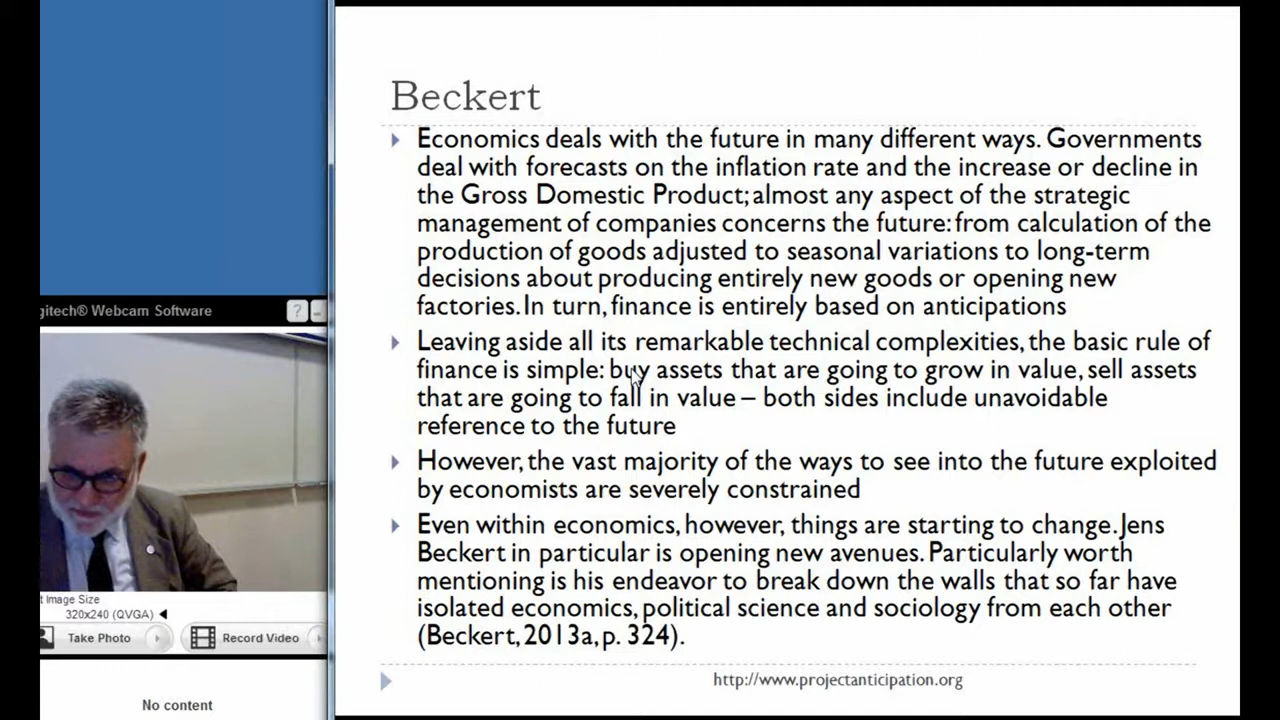 Beckert
Economics deals with the future in many different ways. Governments
deal with forecasts on the inflation rate and the increase or decline in
the Gross Domestic Product; almost any aspect of the strategic
management of companies concerns the future: from calculation of the
production of goods adjusted to seasonal variations to long-term
decisions about producing entirely new goods or opening new
factories. In turn, finance is entirely based on anticipations
Leaving aside all its remarkable technical complexities, the basic rule of
finance is simple: buy assets that are going to grow in value, sell assets
that are going to fall in value – both sides include unavoidable
reference to the future
However, the vast majority of the ways to see into the future exploited
by economists are severely constrained
Even within economics, however, things are starting to change. Jens
Beckert in particular is opening new avenues. Particularly worth
mentioning is his endeavor to break down the walls that so far have
isolated economics, political science and sociology from each other
(Beckert, 2013a, p. 324).
http://www.projectanticipation.org
gitech® Webcam Software
?
t Image Size
320x240 (QVGA)
Take Photo
Record Video
No content